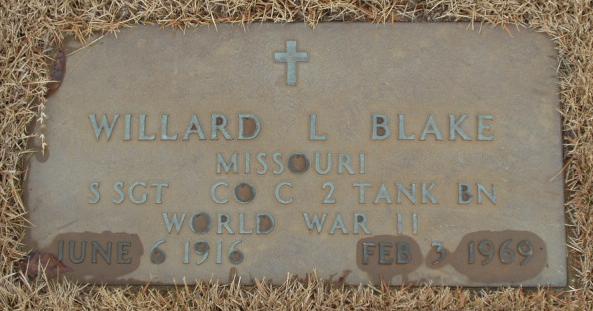 WILLARD L BLAKE
MISSOURI
S SGT CO C 2 TANK BN
WORLD WAR II
JUNE 6 1916 FEB 3 1969